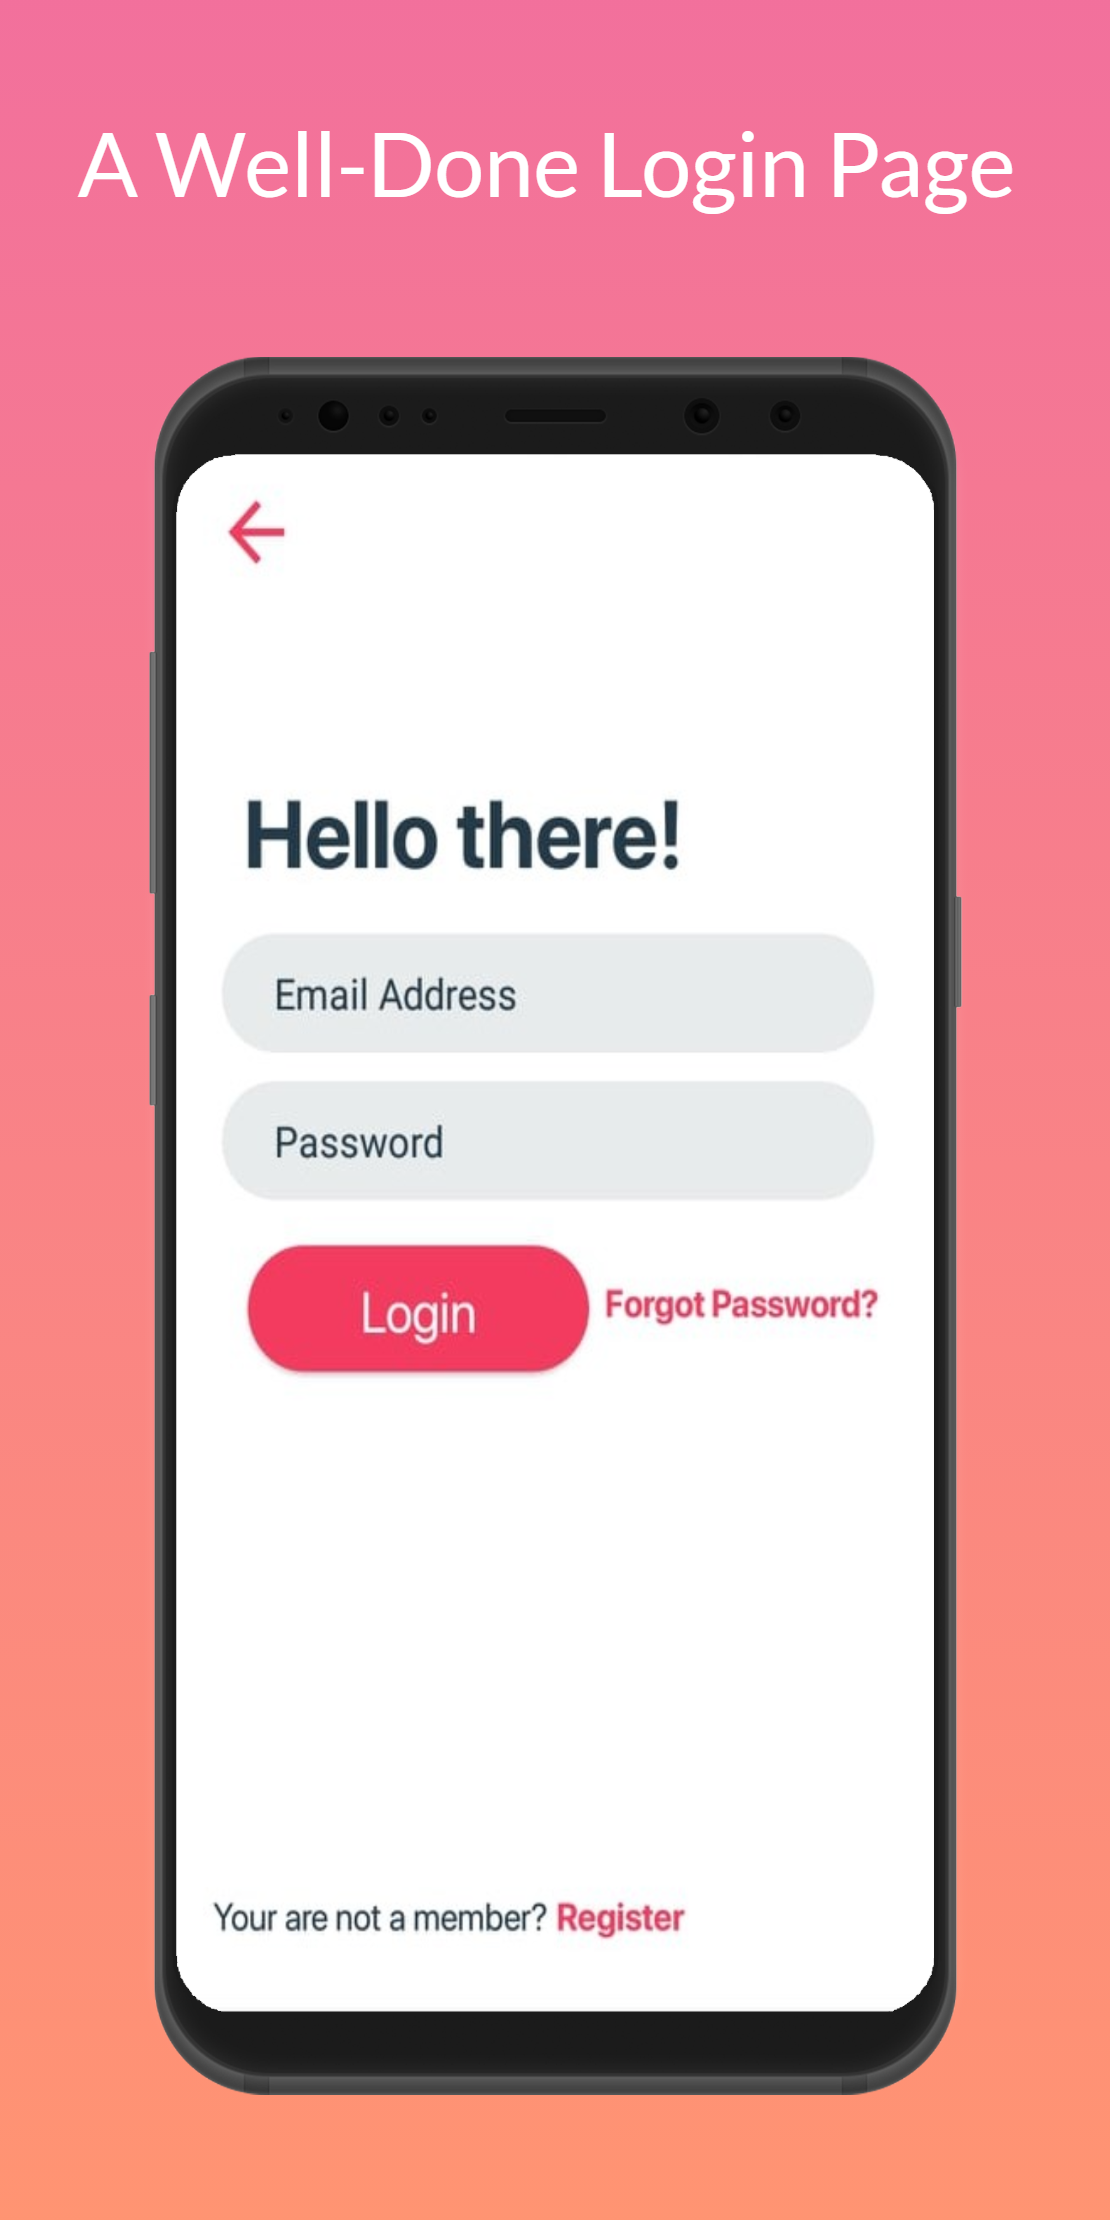 A Well-Done Login Page
Hello there!
Email Address
Password
Login Forgot Password?
Your are not a member? Register